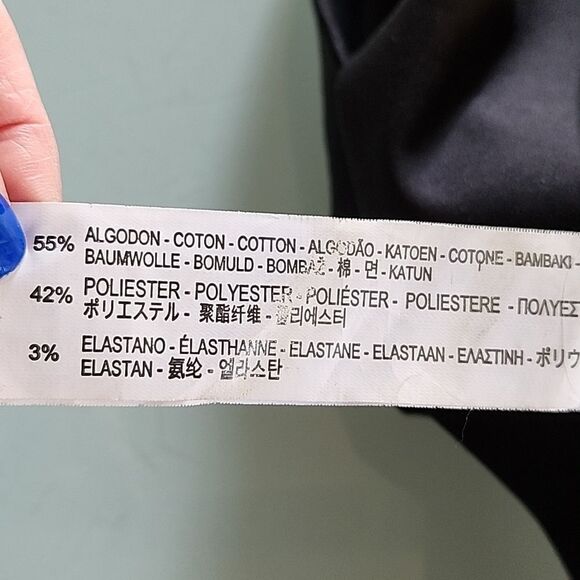 55% ALGODON - COTON - COTTON - ALGODÃO - KATOEN - COTONE - BAMBAKI -
BAUMWOLLE - BOMULD - BOMBAŽ - 棉 - 면 - KATUN
42% POLIESTER - POLYESTER - POLIÉSTER - POLIESTERE - ΠΟΛΥΕΣ
ポリエステル - 聚酯纤维 - 폴리에스터
3% ELASTANO - ÉLASTHANNE - ELASTANE - ELASTAAN - ΕΛΑΣΤΙΝΗ - ポリウ
ELASTAN - 氨纶 - 엘라스탄